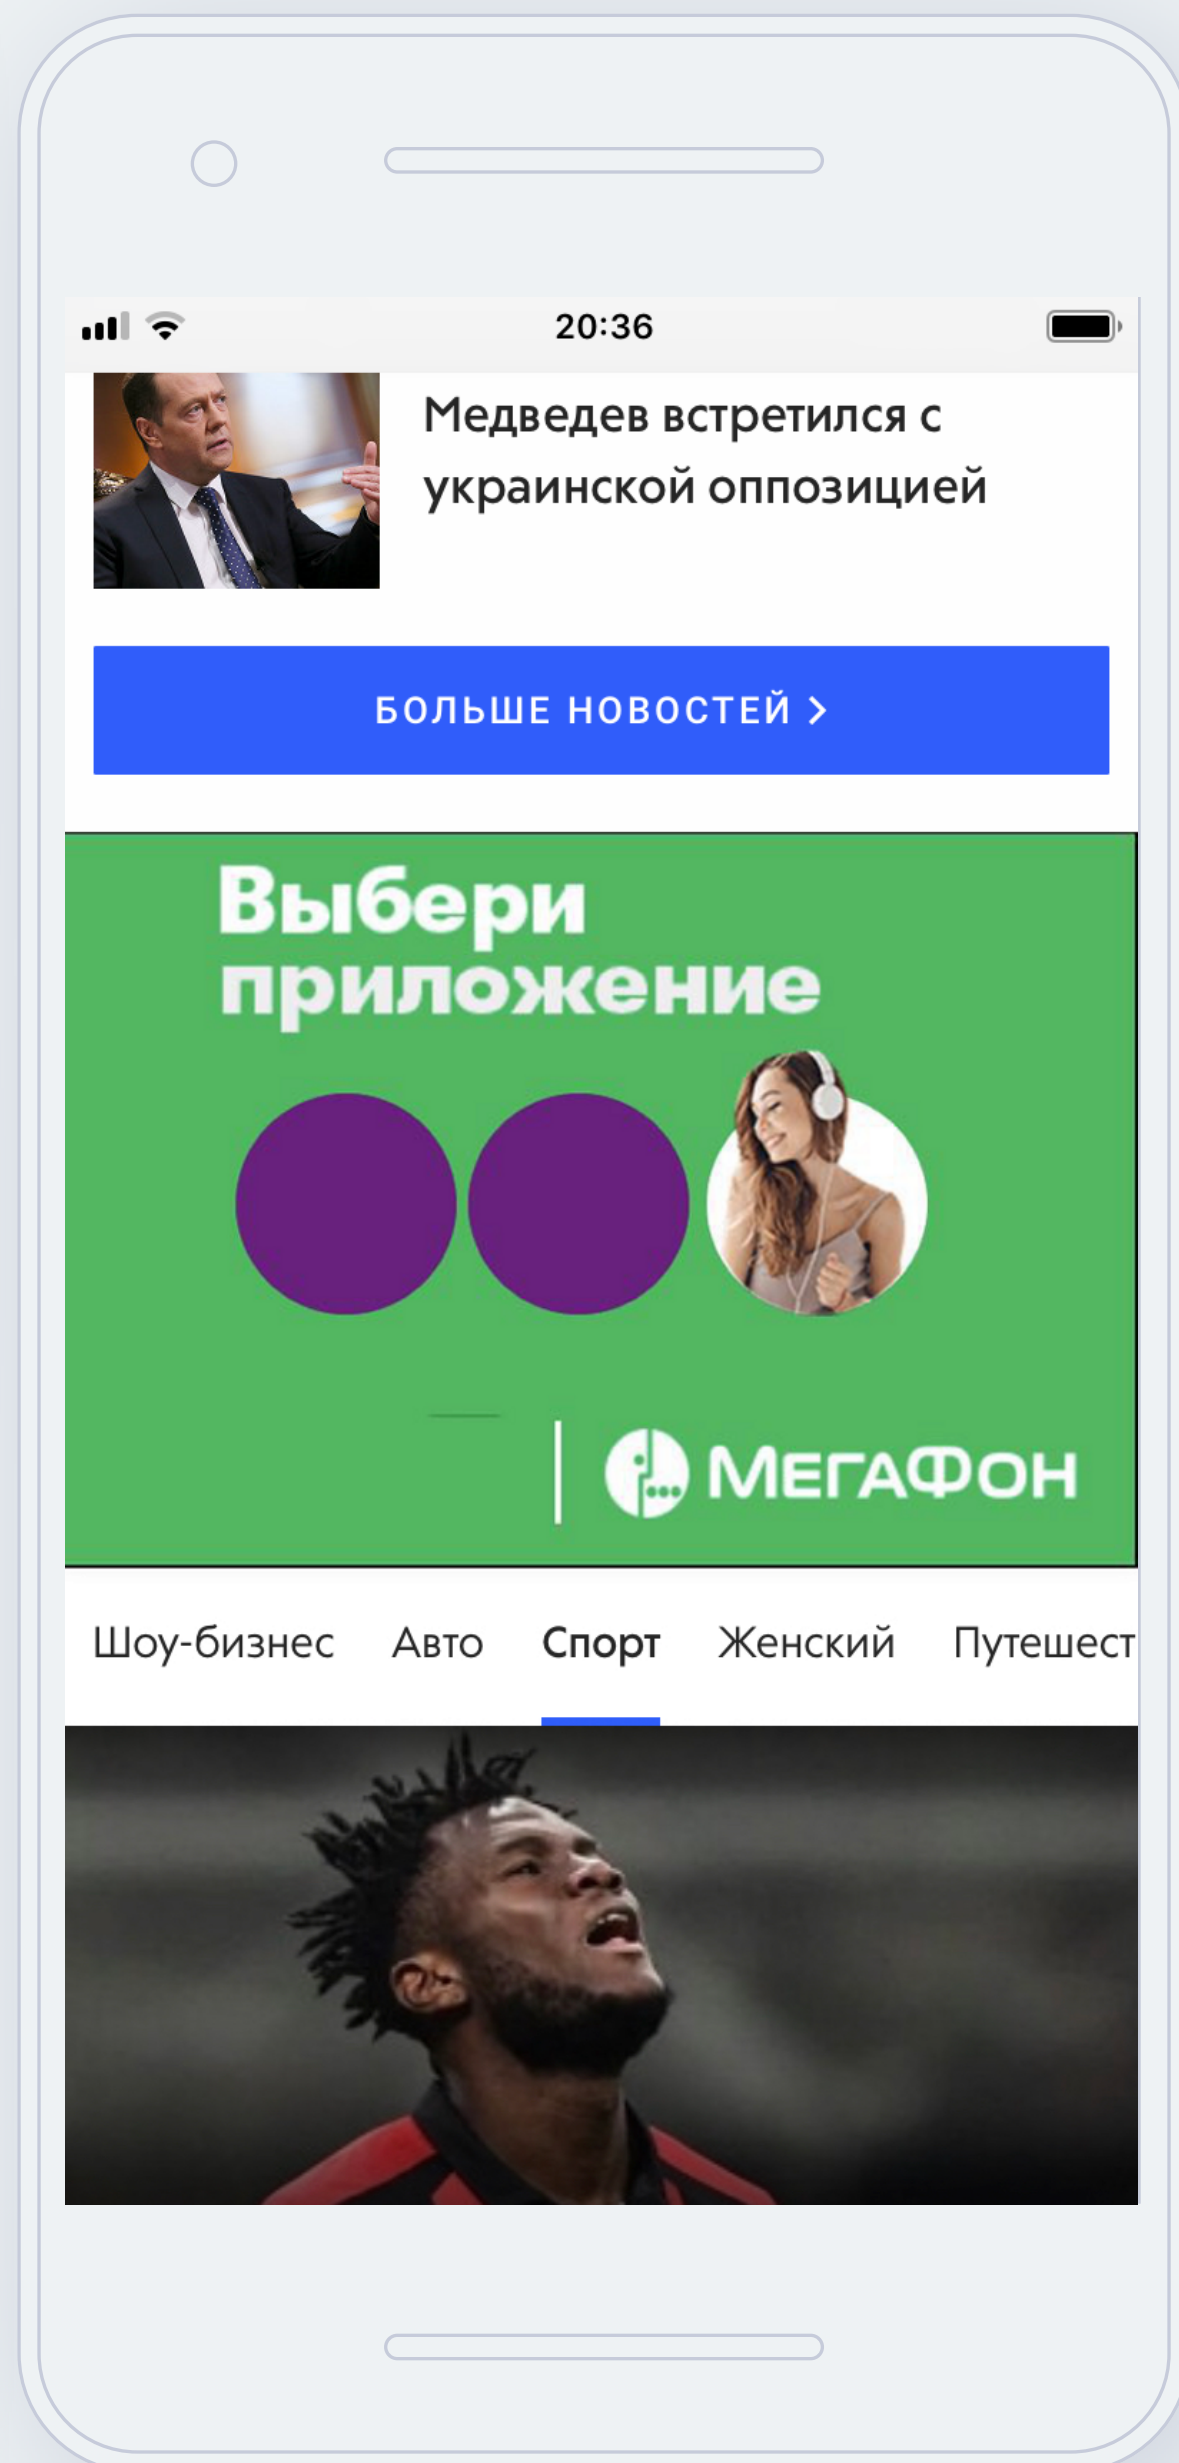 20:36
Медведев встретился с
украинской оппозицией
БОЛЬШЕ НОВОСТЕЙ >
Выбери
приложение
МЕГАФОН
Шоу-бизнес Авто Спорт Женский Путешест